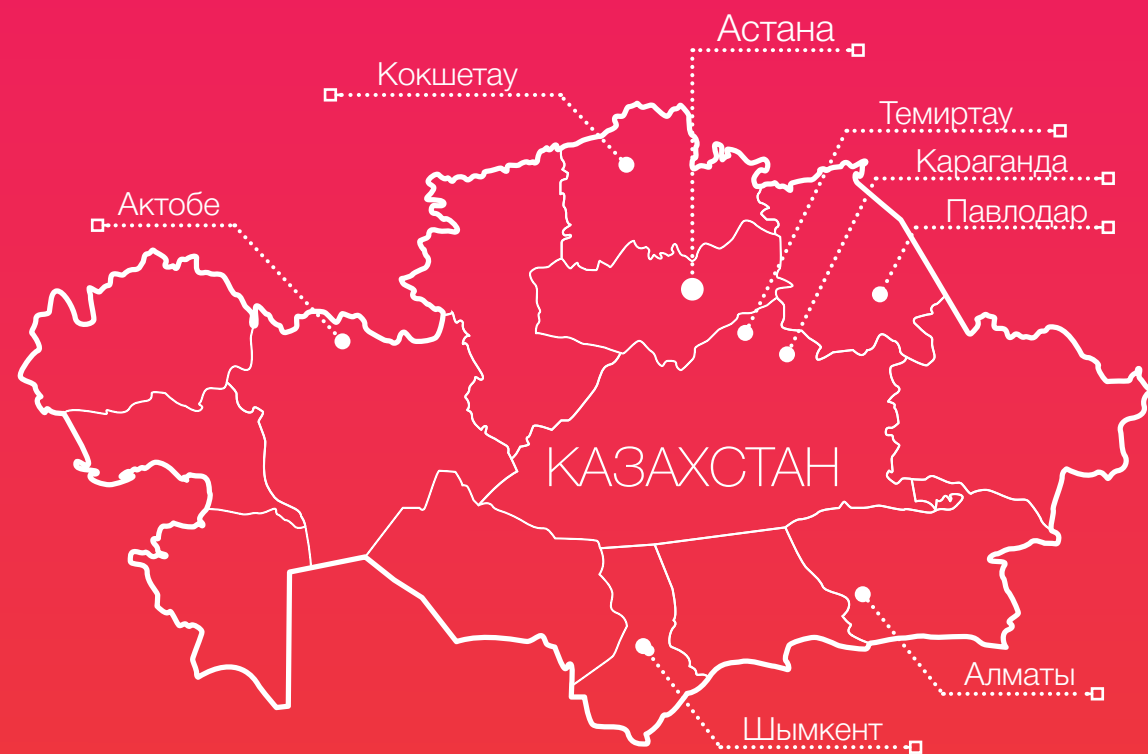 Астана
Кокшетау
Темиртау
Караганда
Актобе
Павлодар
КАЗАХСТАН
Алматы
Шымкент